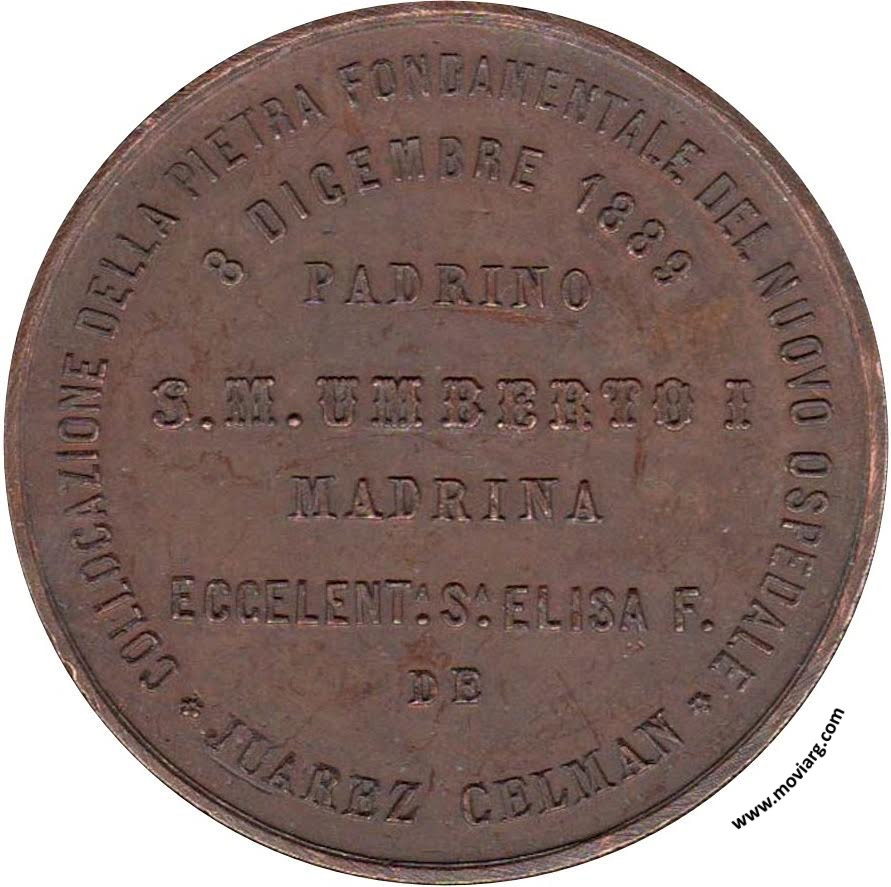 COLLOCAZIONE DELLA PIETRA FONDAMENTALE DEL NUOVO OSPEDALE
8 DICEMBRE 1889
PADRINO
S.M. UMBERTO I
MADRINA
ECCELENT.A S.A ELISA F.
DE
* JUAREZ CELMAN *
www.moviarg.com